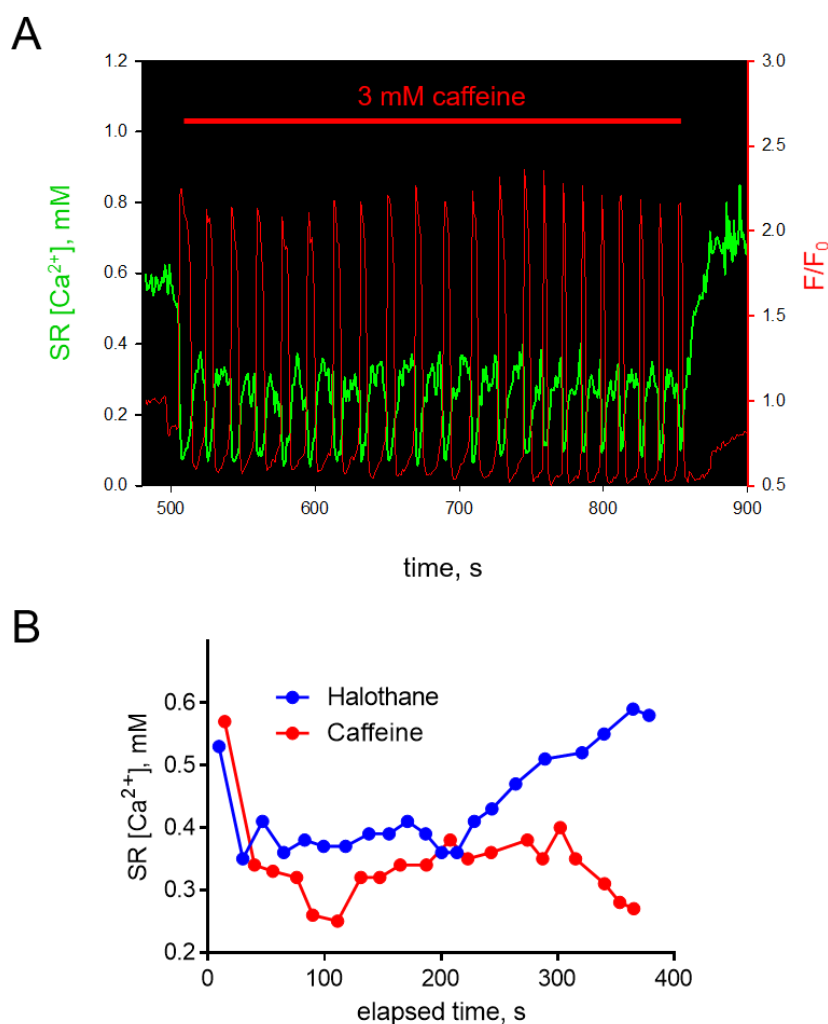 A
3 mM caffeine
SR [Ca²⁺], mM
1.2
1.0
0.8
0.6
0.4
0.2
0.0
3.0
2.5
2.0
1.5
1.0
0.5
F/F₀
500 600 700 800 900
time, s
B
Halothane
Caffeine
SR [Ca²⁺], mM
0.6
0.5
0.4
0.3
0.2
0 100 200 300 400
elapsed time, s